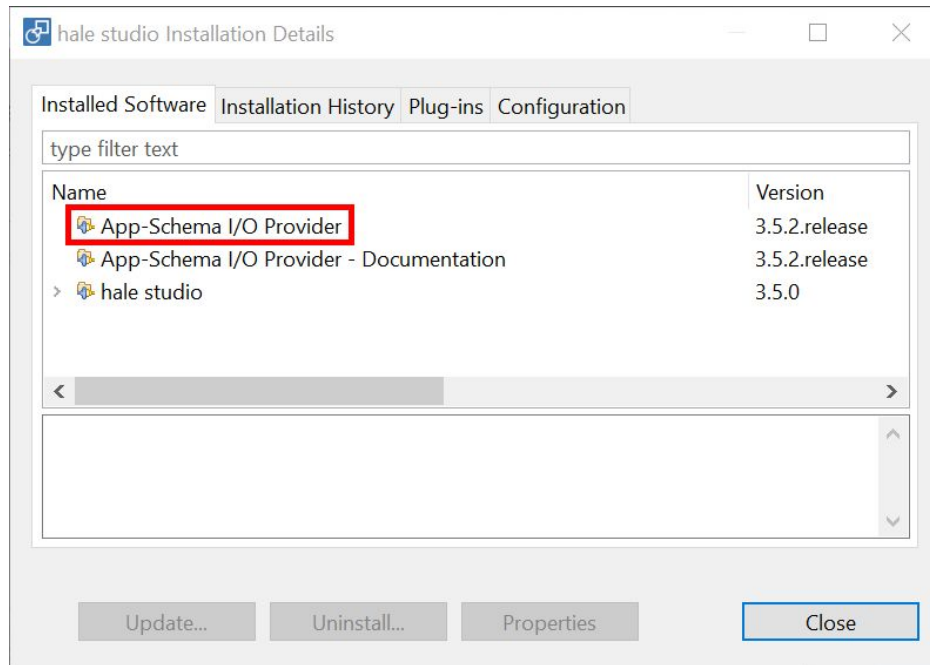 hale studio Installation Details
Installed Software Installation History Plug-ins Configuration
type filter text
Name Version
App-Schema I/O Provider 3.5.2.release
App-Schema I/O Provider - Documentation 3.5.2.release
hale studio 3.5.0
Update... Uninstall... Properties Close